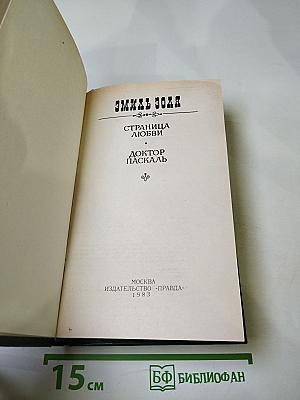 ЭМИЛЬ ЗОЛЯ
СТРАНИЦА
ЛЮБВИ
ДОКТОР
ПАСКАЛЬ
МОСКВА
ИЗДАТЕЛЬСТВО «ПРАВДА»
1983
15 см
БФ БИБЛИОФАН